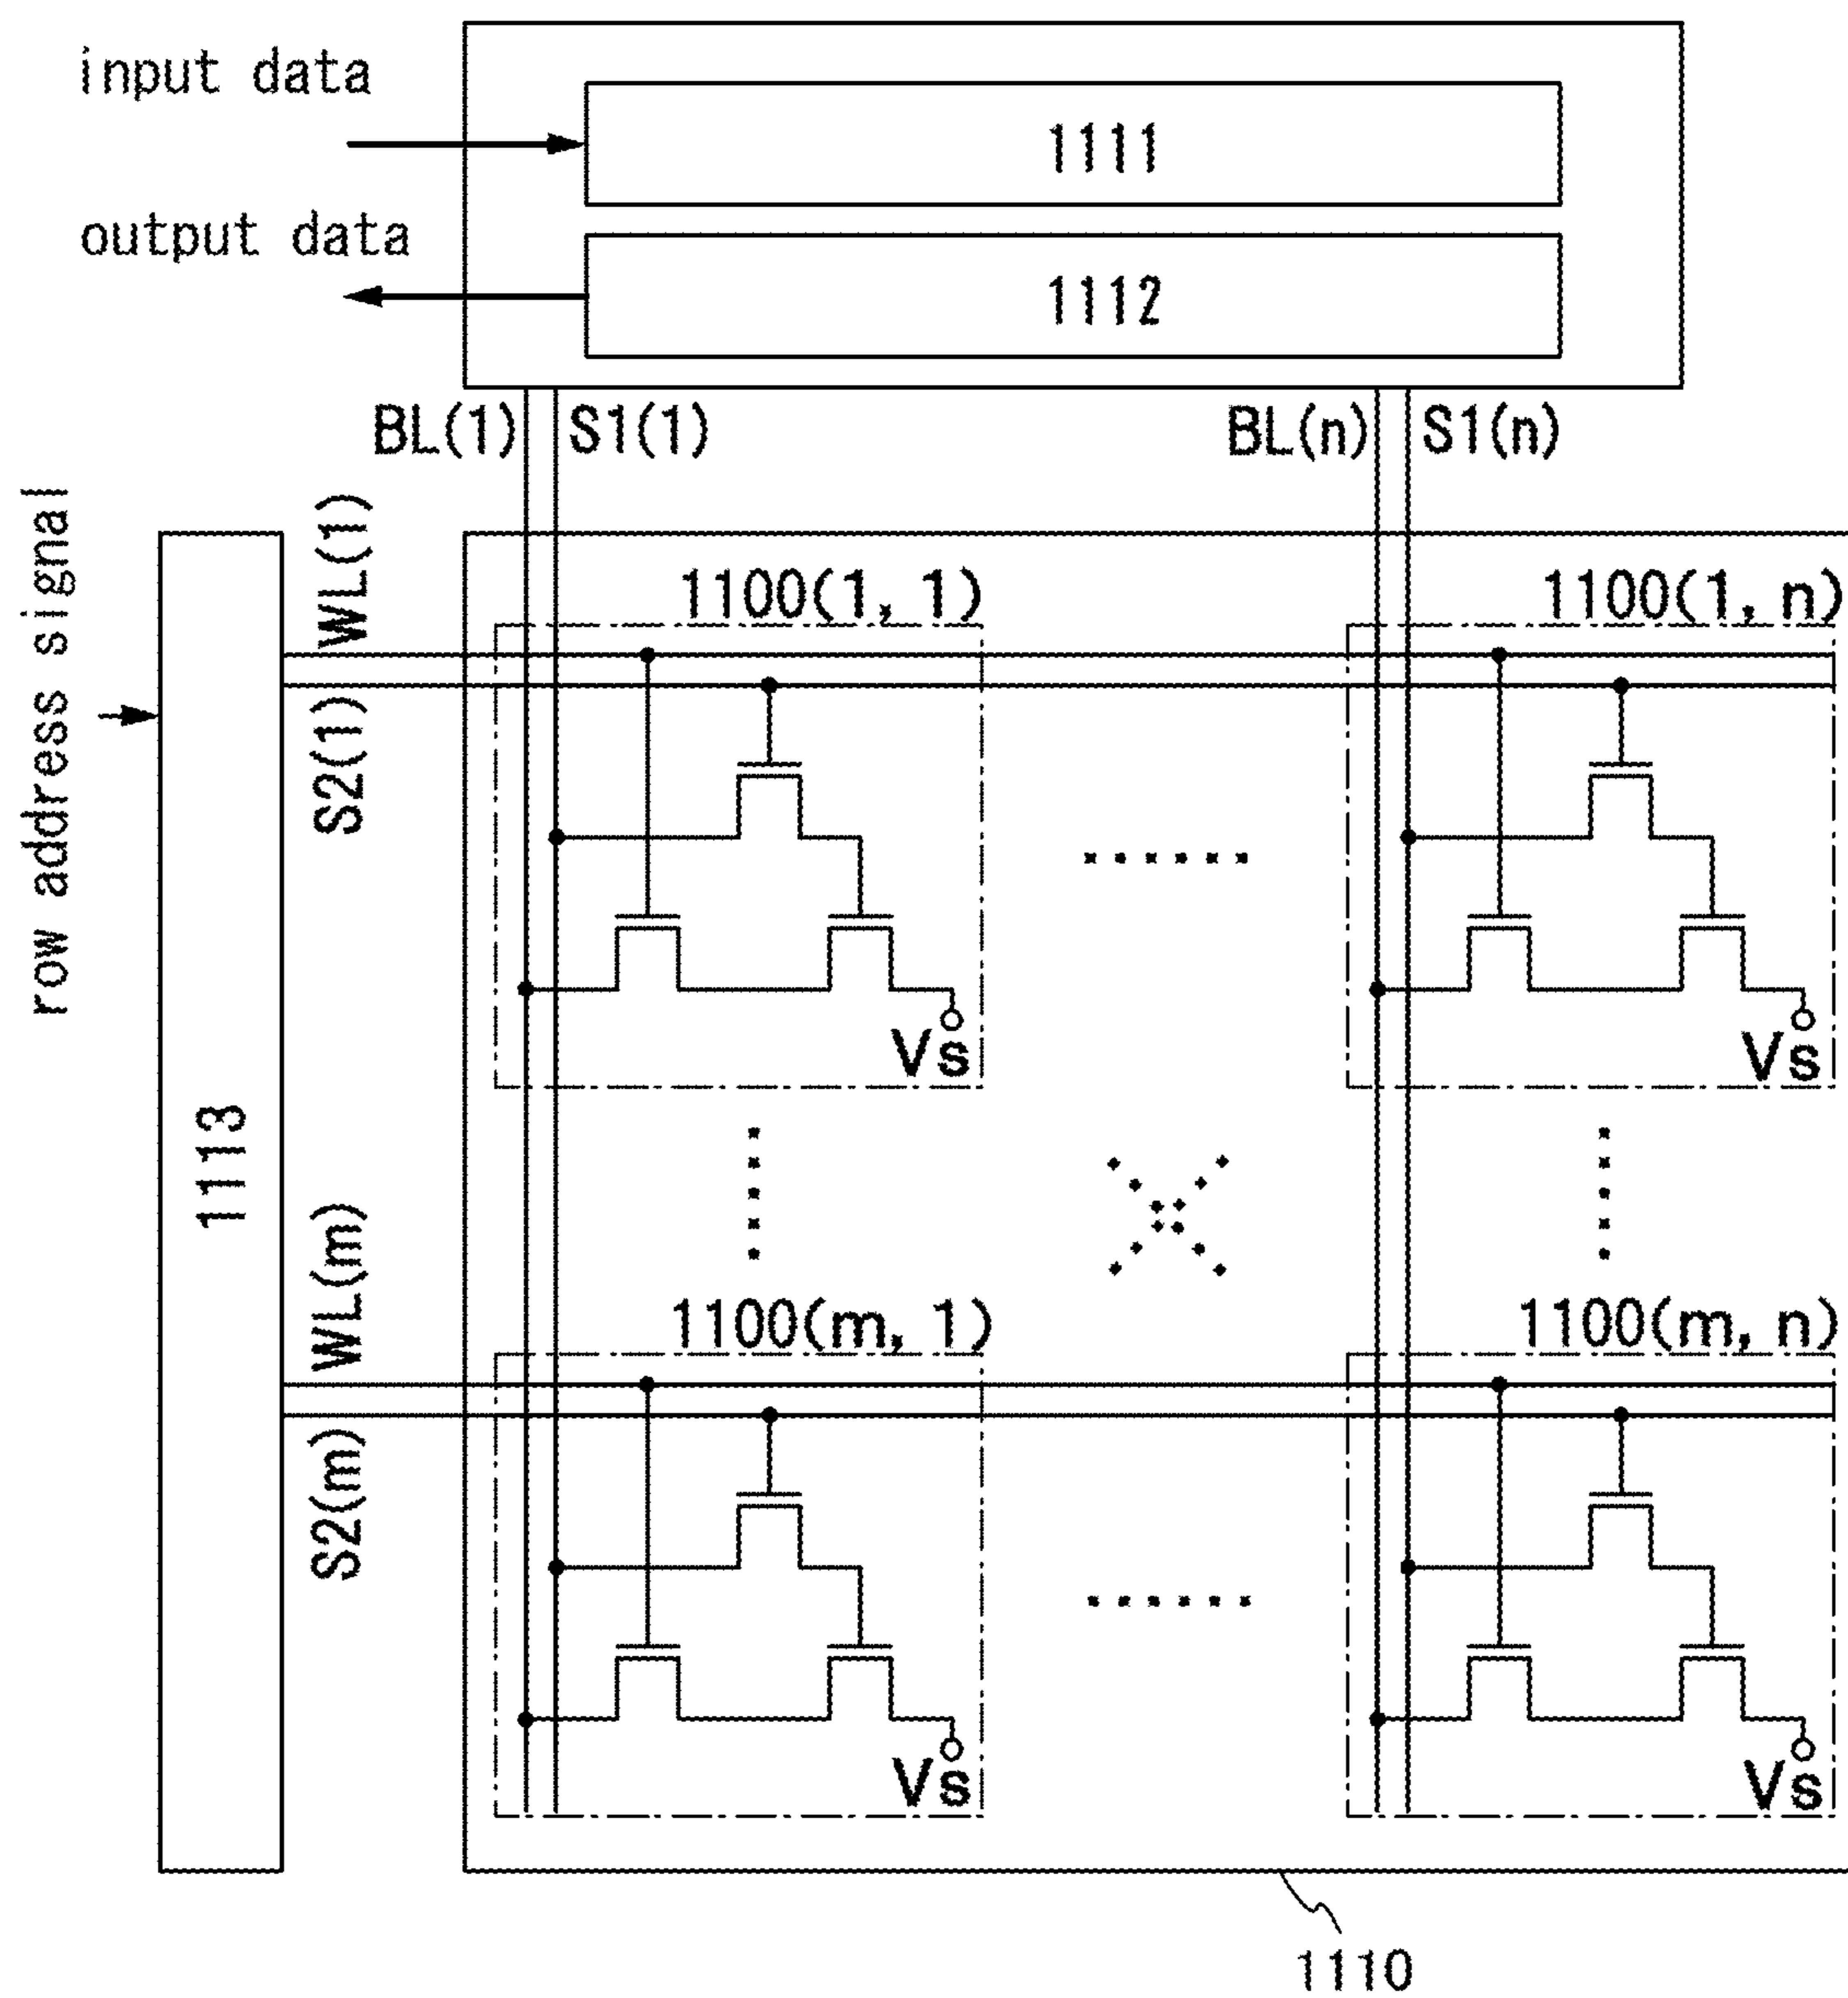 input data
1111
output data
1112
BL(1)
S1(1)
BL(n)
S1(n)
row address signal
WL(1)
S2(1)
1100(1, 1)
1100(1, n)
Vs
Vs
1113
WL(m)
S2(m)
1100(m, 1)
1100(m, n)
Vs
Vs
1110